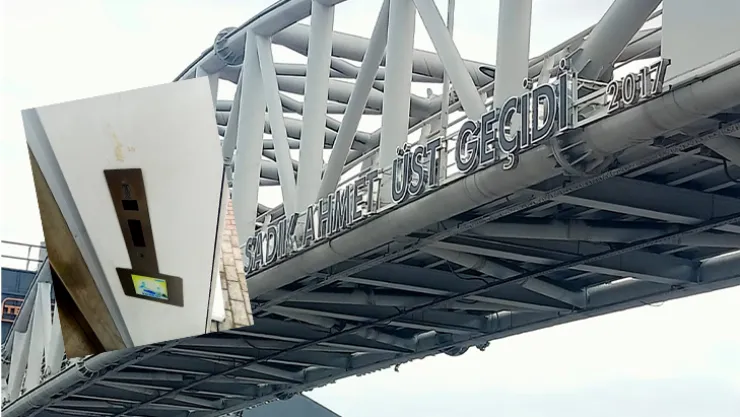 SADIK AHMET ÜST GEÇİDİ 2017